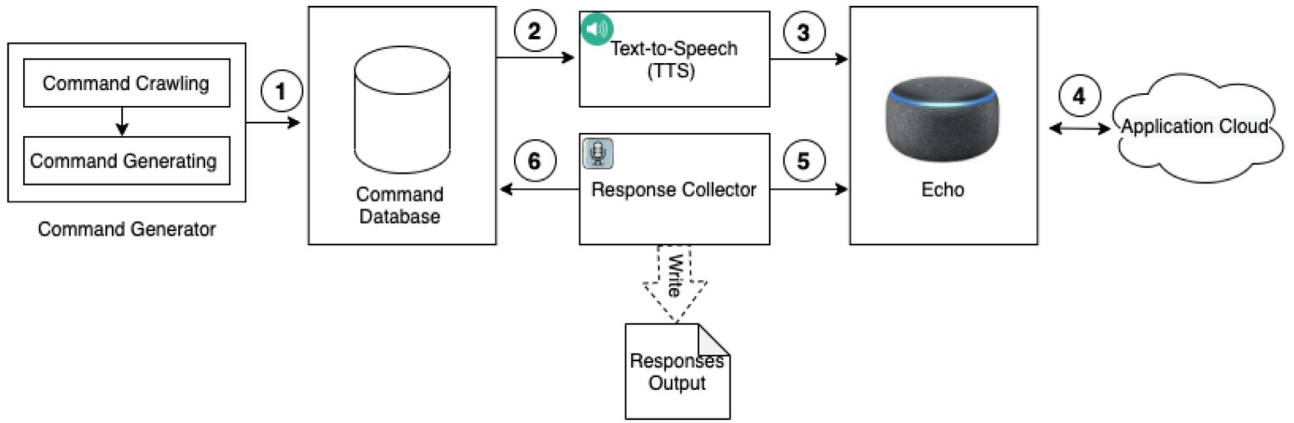 Command Crawling
Command Generating
Command Generator
1
Command
Database
2
Text-to-Speech
(TTS)
3
6
Response Collector
5
Echo
4
Application Cloud
Write
Responses
Output